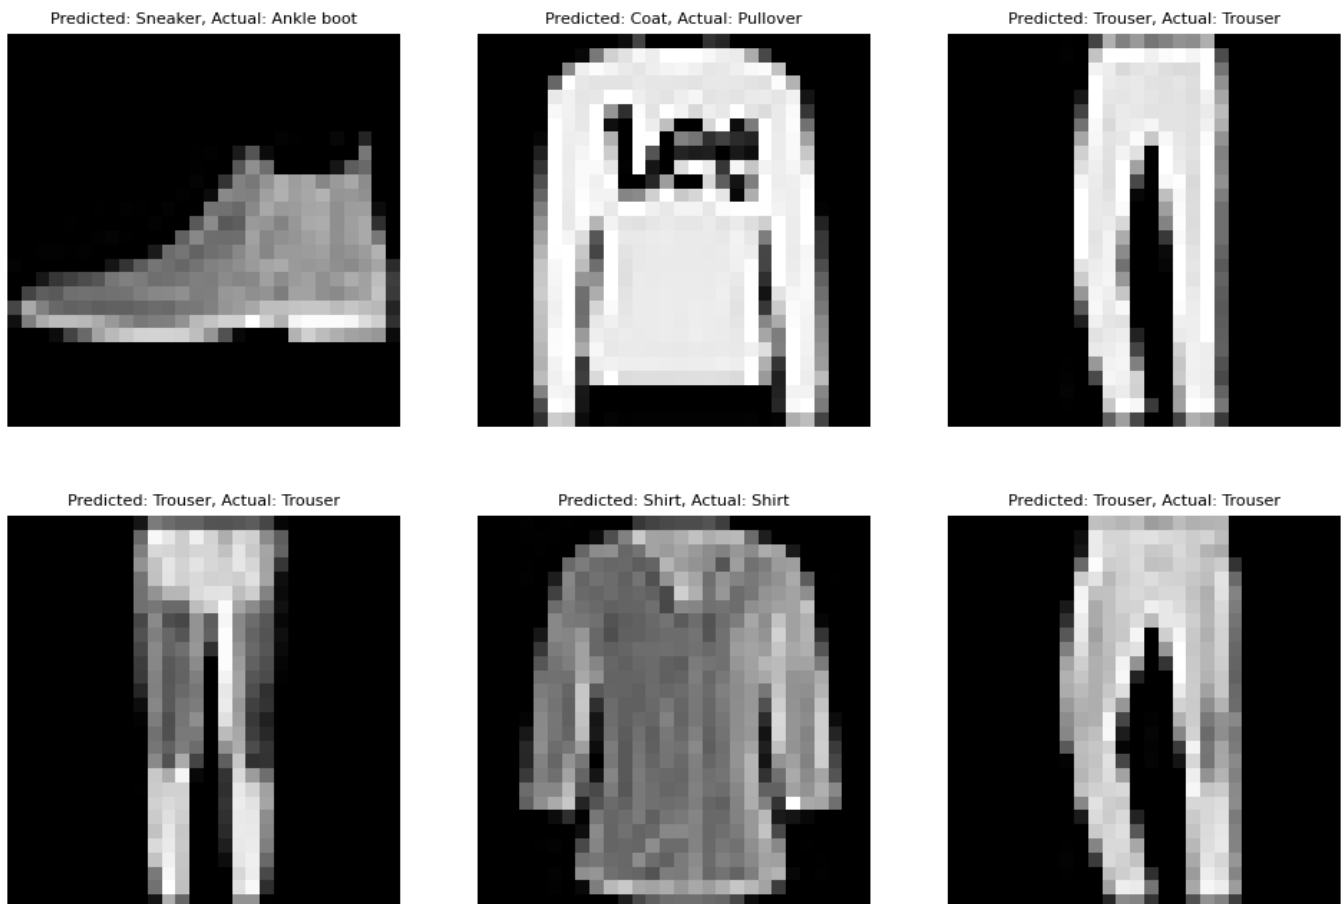 Predicted: Sneaker, Actual: Ankle boot
Predicted: Coat, Actual: Pullover
Predicted: Trouser, Actual: Trouser
Predicted: Trouser, Actual: Trouser
Predicted: Shirt, Actual: Shirt
Predicted: Trouser, Actual: Trouser